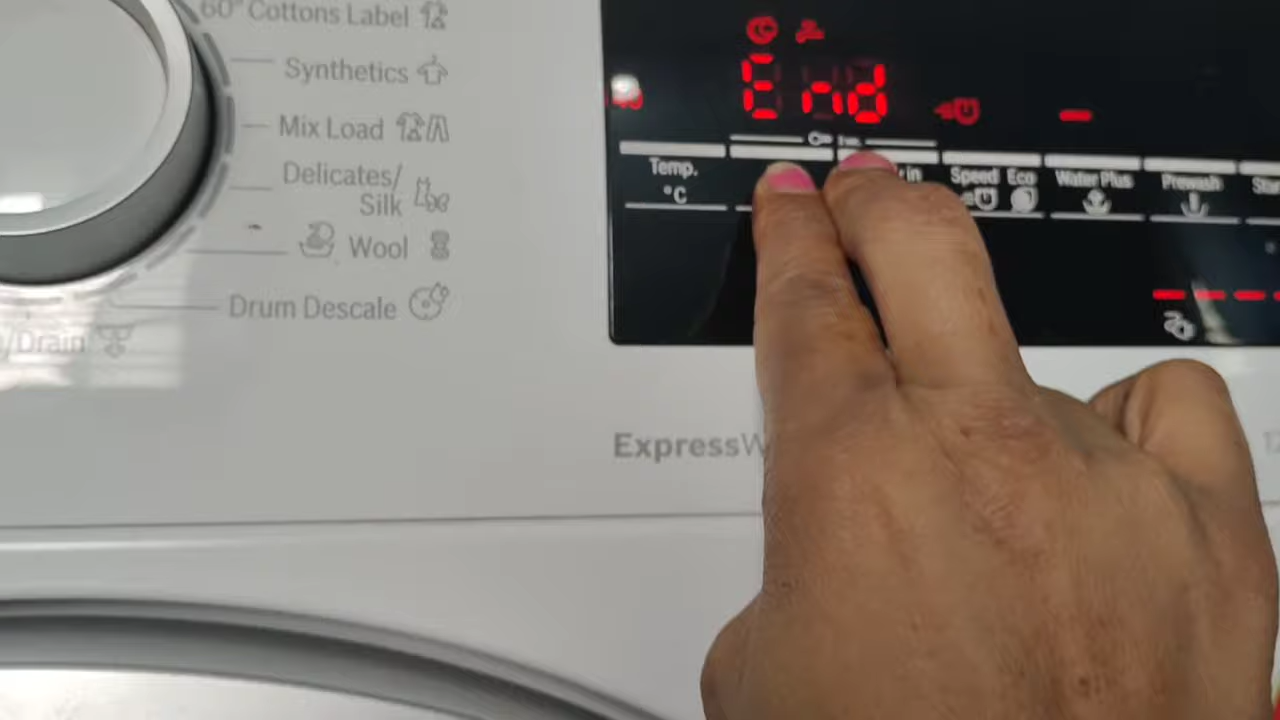 60° Cottons Label
Synthetics
Mix Load
Delicates/
Silk
Wool
Drum Descale
/Drain
End
Temp.
°C
in
Speed Eco
Water Plus
Prewash
ExpressW